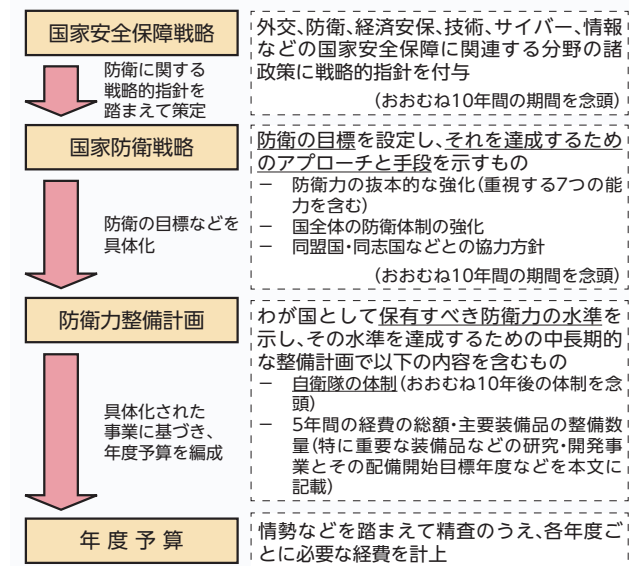 国家安全保障戦略
外交、防衛、経済安保、技術、サイバー、情報
などの国家安全保障に関連する分野の諸
政策に戦略的指針を付与
(おおむね10年間の期間を念頭)
防衛に関する
戦略的指針を
踏まえて策定
国家防衛戦略
防衛の目標を設定し、それを達成するため
のアプローチと手段を示すもの
－ 防衛力の抜本的な強化(重視する7つの能
力を含む)
－ 国全体の防衛体制の強化
－ 同盟国・同志国などとの協力方針
(おおむね10年間の期間を念頭)
防衛の目標などを
具体化
防衛力整備計画
わが国として保有すべき防衛力の水準を
示し、その水準を達成するための中長期的
な整備計画で以下の内容を含むもの
－ 自衛隊の体制(おおむね10年後の体制を念
頭)
－ 5年間の経費の総額・主要装備品の整備数
量(特に重要な装備品などの研究・開発事
業とその配備開始目標年度などを本文に
記載)
具体化された
事業に基づき、
年度予算を編成
年度予算
情勢などを踏まえて精査のうえ、各年度ご
とに必要な経費を計上